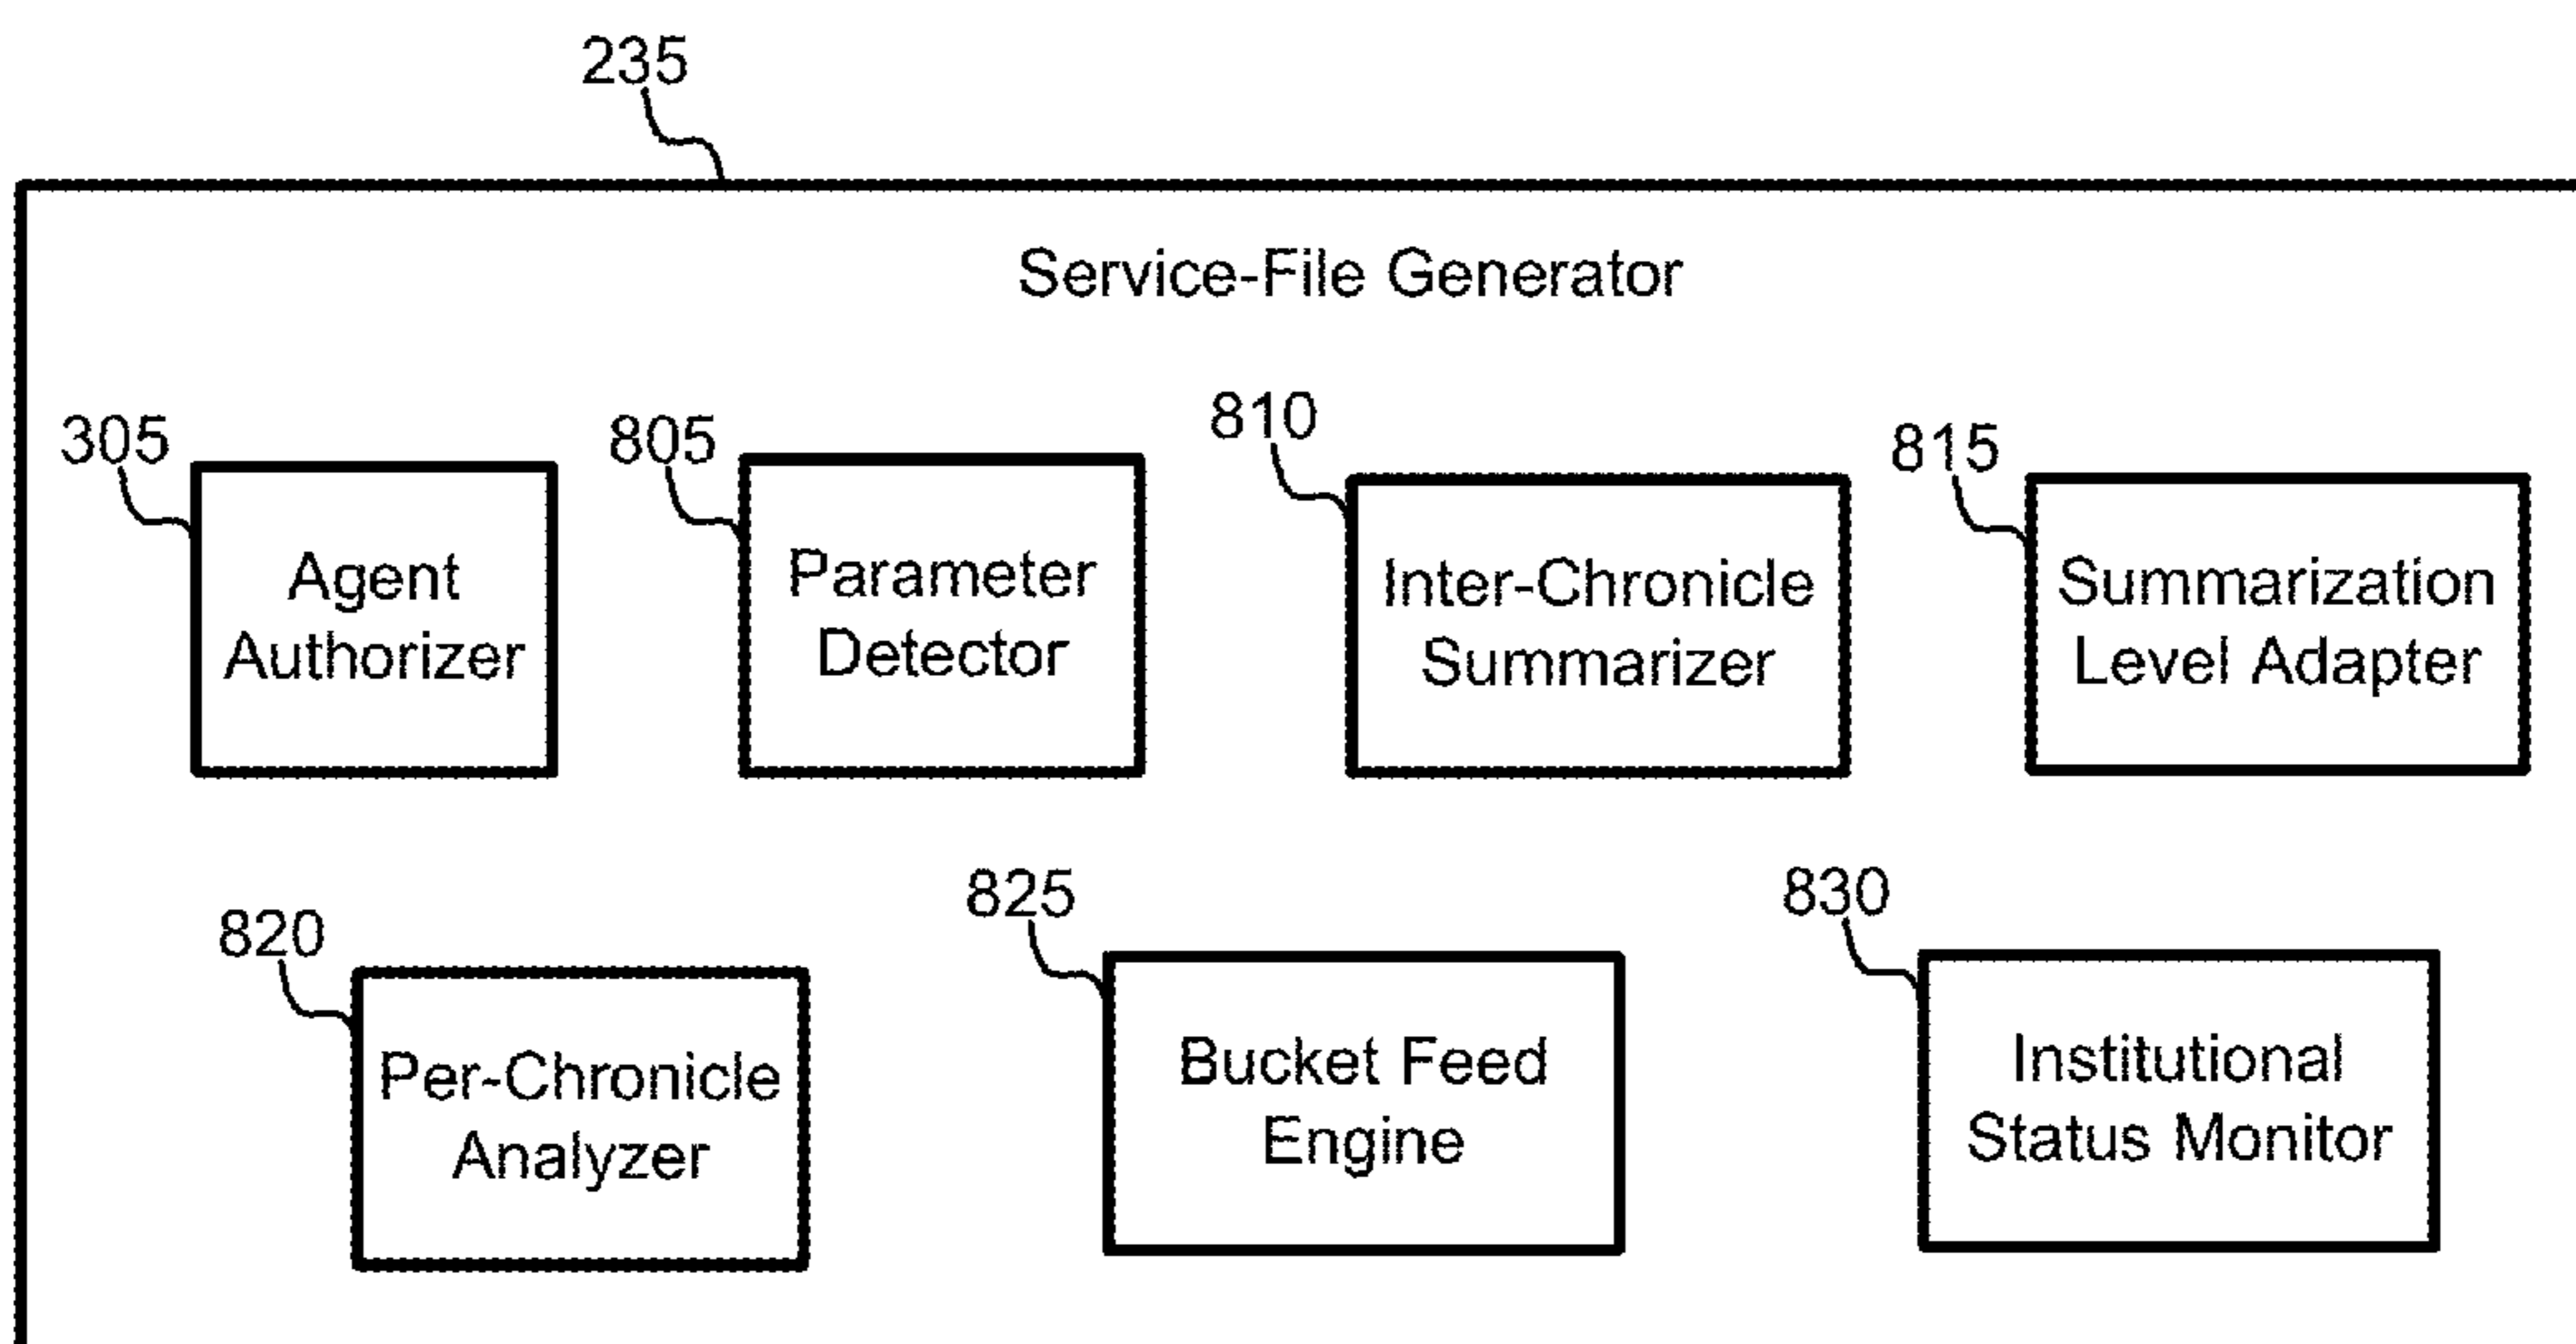 235
Service-File Generator
305
Agent
Authorizer
805
Parameter
Detector
810
Inter-Chronicle
Summarizer
815
Summarization
Level Adapter
820
Per-Chronicle
Analyzer
825
Bucket Feed
Engine
830
Institutional
Status Monitor